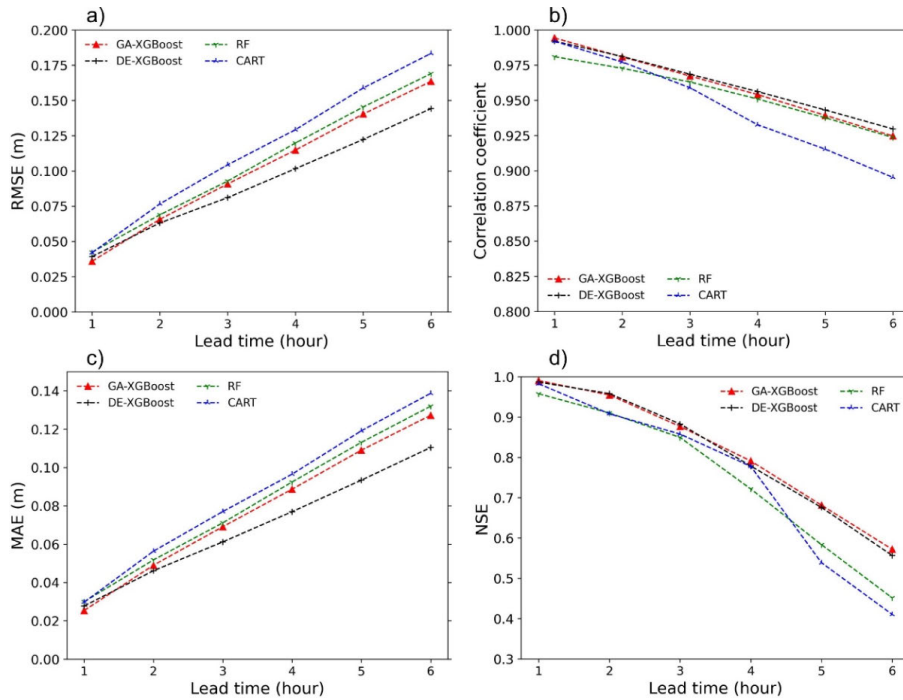 a)
0.200
0.175
0.150
0.125
0.100
0.075
0.050
0.025
0.000
RMSE (m)
GA-XGBoost
DE-XGBoost
RF
CART
1 2 3 4 5 6
Lead time (hour)
b)
1.000
0.975
0.950
0.925
0.900
0.875
0.850
0.825
0.800
Correlation coefficient
GA-XGBoost
DE-XGBoost
RF
CART
1 2 3 4 5 6
Lead time (hour)
c)
0.14
0.12
0.10
0.08
0.06
0.04
0.02
0.00
MAE (m)
GA-XGBoost
DE-XGBoost
RF
CART
1 2 3 4 5 6
Lead time (hour)
d)
1.0
0.9
0.8
0.7
0.6
0.5
0.4
0.3
NSE
GA-XGBoost
DE-XGBoost
RF
CART
1 2 3 4 5 6
Lead time (hour)